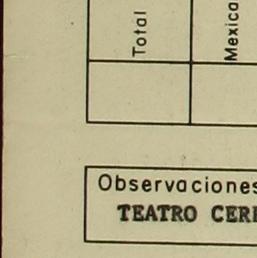 Total
Mexica
Observaciones
TEATRO CER